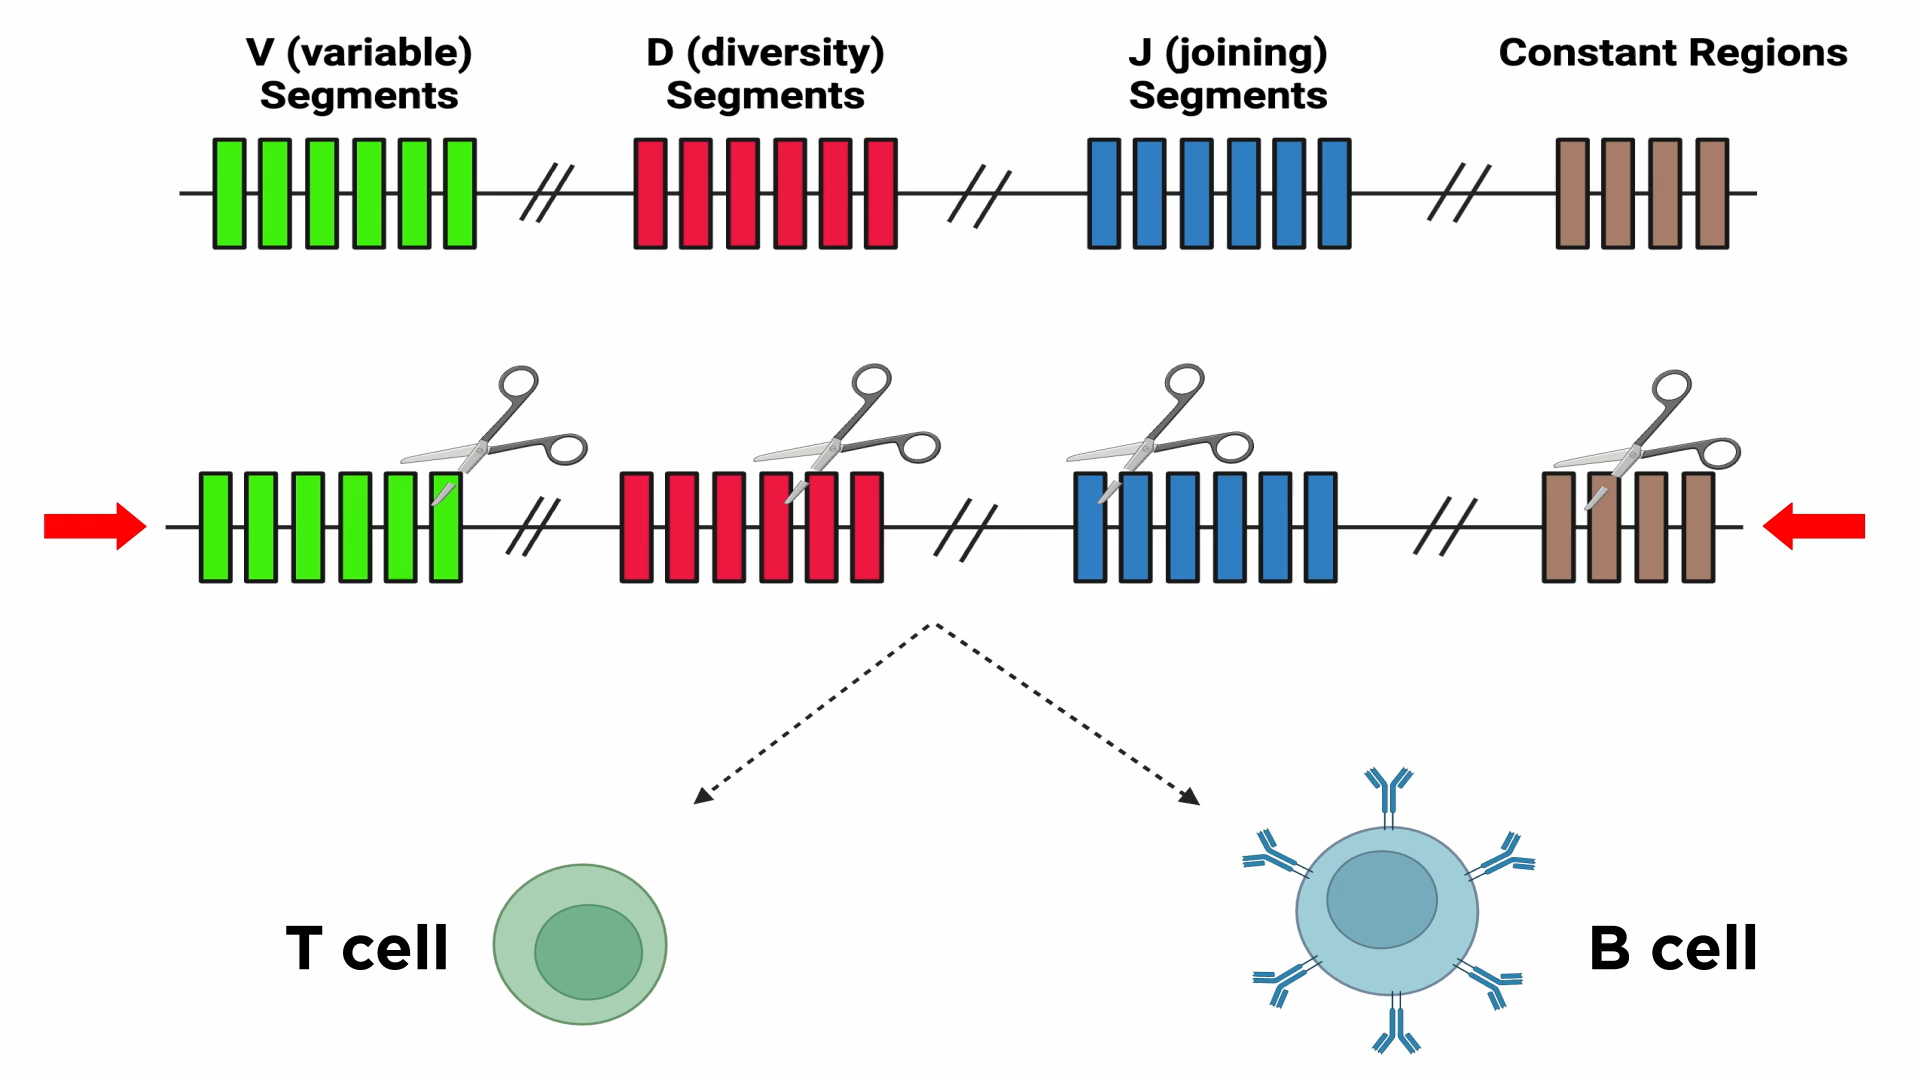 V (variable)
Segments
D (diversity)
Segments
J (joining)
Segments
Constant Regions
T cell
B cell